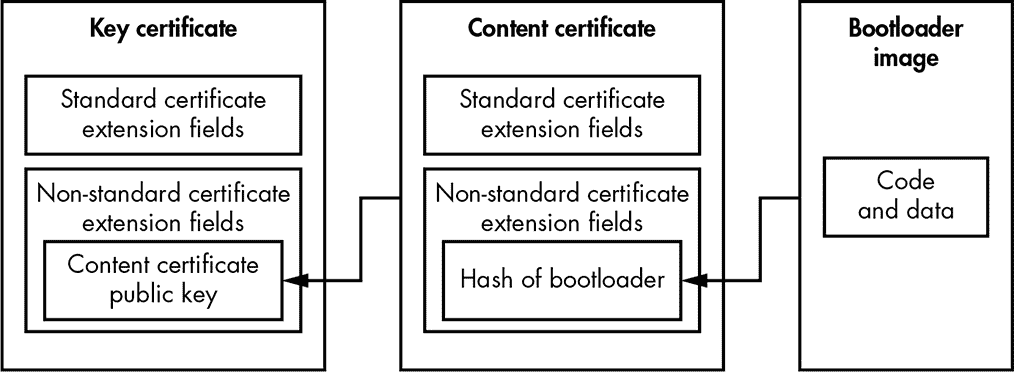 Key certificate
Standard certificate
extension fields
Non-standard certificate
extension fields
Content certificate
public key
Content certificate
Standard certificate
extension fields
Non-standard certificate
extension fields
Hash of bootloader
Bootloader
image
Code
and data